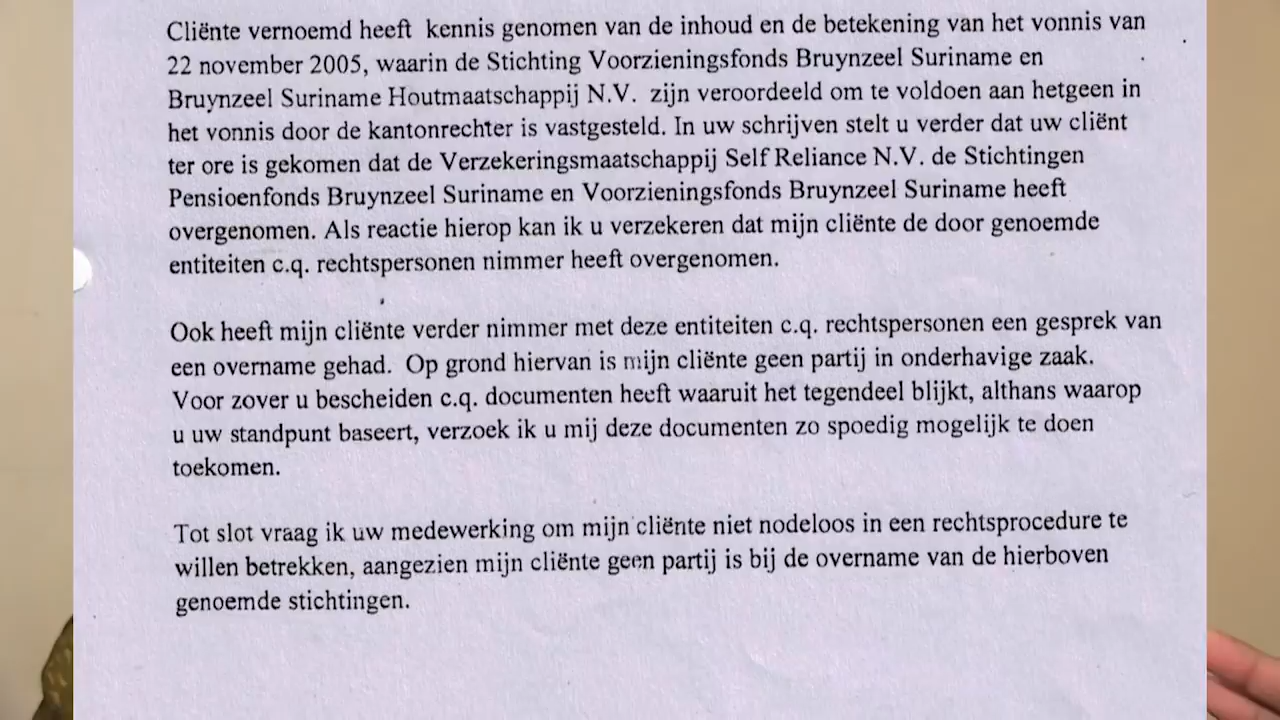 Cliënte vernoemd heeft kennis genomen van de inhoud en de betekening van het vonnis van
22 november 2005, waarin de Stichting Voorzieningsfonds Bruynzeel Suriname en
Bruynzeel Suriname Houtmaatschappij N.V. zijn veroordeeld om te voldoen aan hetgeen in
het vonnis door de kantonrechter is vastgesteld. In uw schrijven stelt u verder dat uw cliënt
ter ore is gekomen dat de Verzekeringsmaatschappij Self Reliance N.V. de Stichtingen
Pensioenfonds Bruynzeel Suriname en Voorzieningsfonds Bruynzeel Suriname heeft
overgenomen. Als reactie hierop kan ik u verzekeren dat mijn cliënte de door genoemde
entiteiten c.q. rechtspersonen nimmer heeft overgenomen.
Ook heeft mijn cliënte verder nimmer met deze entiteiten c.q. rechtspersonen een gesprek van
een overname gehad. Op grond hiervan is mijn cliënte geen partij in onderhavige zaak.
Voor zover u bescheiden c.q. documenten heeft waaruit het tegendeel blijkt, althans waarop
u uw standpunt baseert, verzoek ik u mij deze documenten zo spoedig mogelijk te doen
toekomen.
Tot slot vraag ik uw medewerking om mijn cliënte niet nodeloos in een rechtsprocedure te
willen betrekken, aangezien mijn cliënte geen partij is bij de overname van de hierboven
genoemde stichtingen.